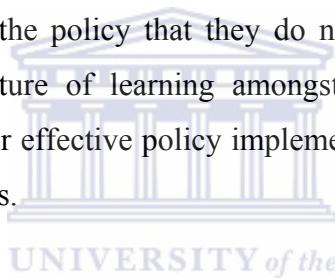 the policy that they do n
ture of learning amongst
r effective policy impleme
s.
UNIVERSITY of the